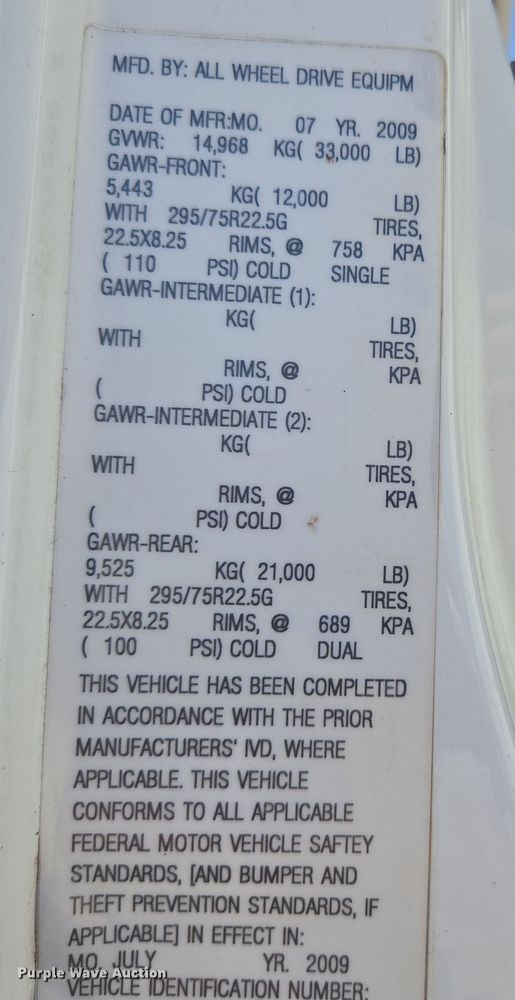 MFD. BY: ALL WHEEL DRIVE EQUIPM
DATE OF MFR:MO. 07 YR. 2009
GVWR: 14,968 KG( 33,000 LB)
GAWR-FRONT:
5,443 KG( 12,000 LB)
WITH 295/75R22.5G TIRES,
22.5X8.25 RIMS, @ 758 KPA
( 110 PSI) COLD SINGLE
GAWR-INTERMEDIATE (1):
KG( LB)
WITH TIRES,
RIMS, @ KPA
( PSI) COLD
GAWR-INTERMEDIATE (2):
KG( LB)
WITH TIRES,
RIMS, @ KPA
( PSI) COLD
GAWR-REAR:
9,525 KG( 21,000 LB)
WITH 295/75R22.5G TIRES,
22.5X8.25 RIMS, @ 689 KPA
( 100 PSI) COLD DUAL
THIS VEHICLE HAS BEEN COMPLETED
IN ACCORDANCE WITH THE PRIOR
MANUFACTURERS' IVD, WHERE
APPLICABLE. THIS VEHICLE
CONFORMS TO ALL APPLICABLE
FEDERAL MOTOR VEHICLE SAFTEY
STANDARDS, [AND BUMPER AND
THEFT PREVENTION STANDARDS, IF
APPLICABLE] IN EFFECT IN:
MO. JULY YR. 2009
Purple Wave Auction
VEHICLE IDENTIFICATION NUMBER: